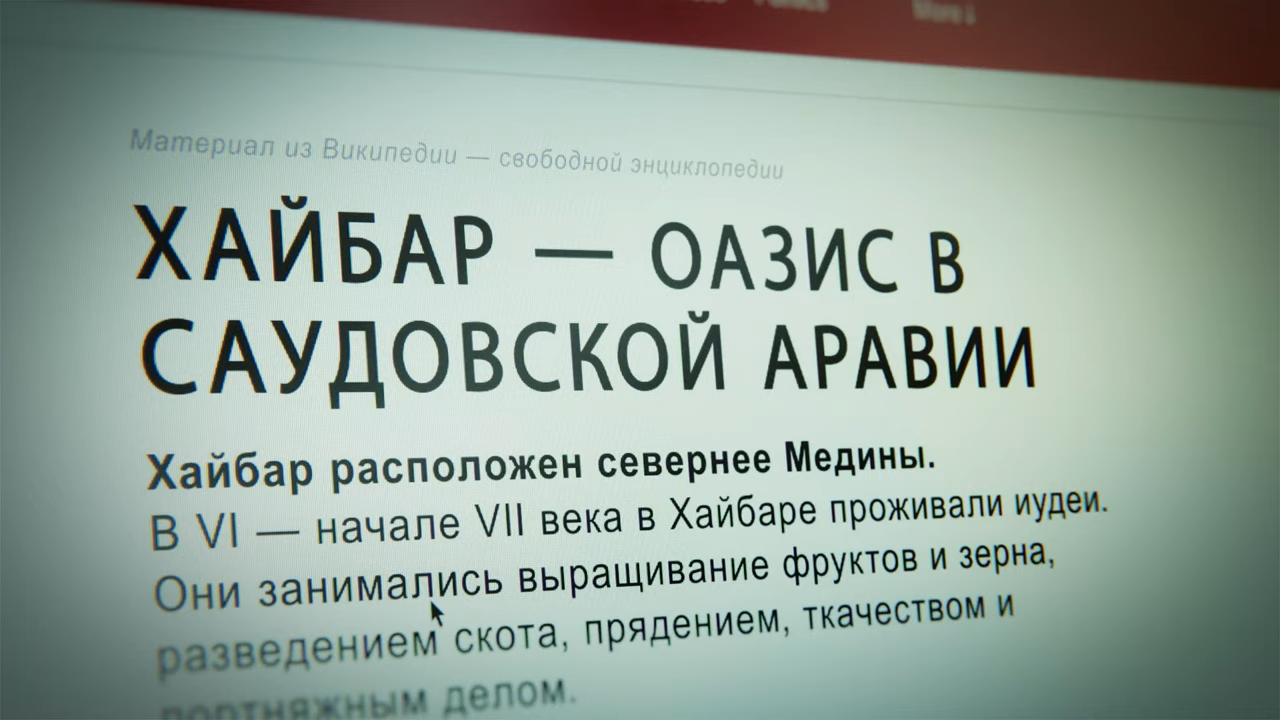 Материал из Википедии — свободной энциклопедии
ХАЙБАР — ОАЗИС В
САУДОВСКОЙ АРАВИИ
Хайбар расположен севернее Медины.
В VI — начале VII века в Хайбаре проживали иудеи.
Они занимались выращивание фруктов и зерна,
разведением скота, прядением, ткачеством и
портняжным делом.